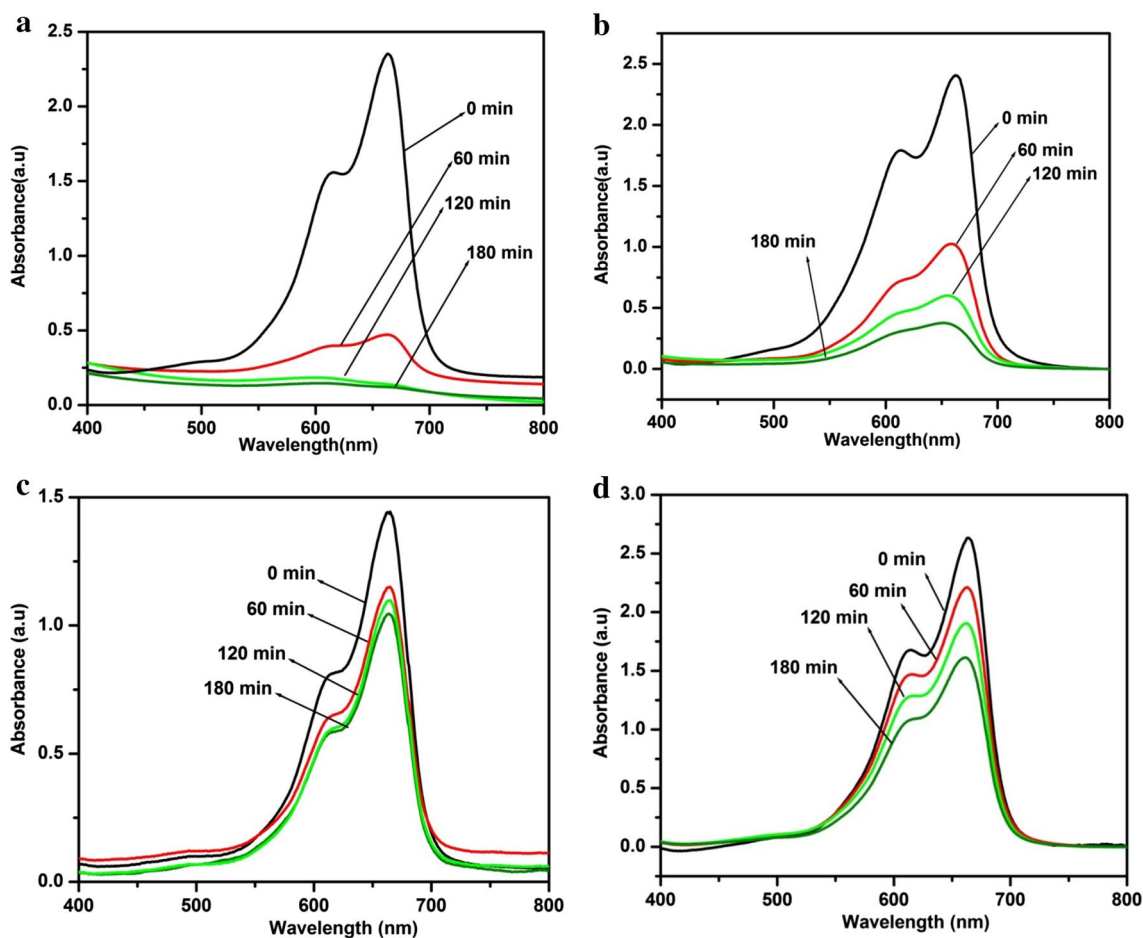 a
2.5
2.0
1.5
1.0
0.5
0.0
Absorbance(a.u)
0 min
60 min
120 min
180 min
400
500
600
700
800
Wavelength(nm)
b
2.5
2.0
1.5
1.0
0.5
0.0
Absorbance(a.u)
0 min
60 min
120 min
180 min
400
500
600
700
800
Wavelength(nm)
c
1.5
1.0
0.5
0.0
Absorbance (a.u)
0 min
60 min
120 min
180 min
400
500
600
700
800
Wavelength (nm)
d
3.0
2.5
2.0
1.5
1.0
0.5
0.0
Absorbance (a.u)
0 min
60 min
120 min
180 min
400
500
600
700
800
Wavelength (nm)